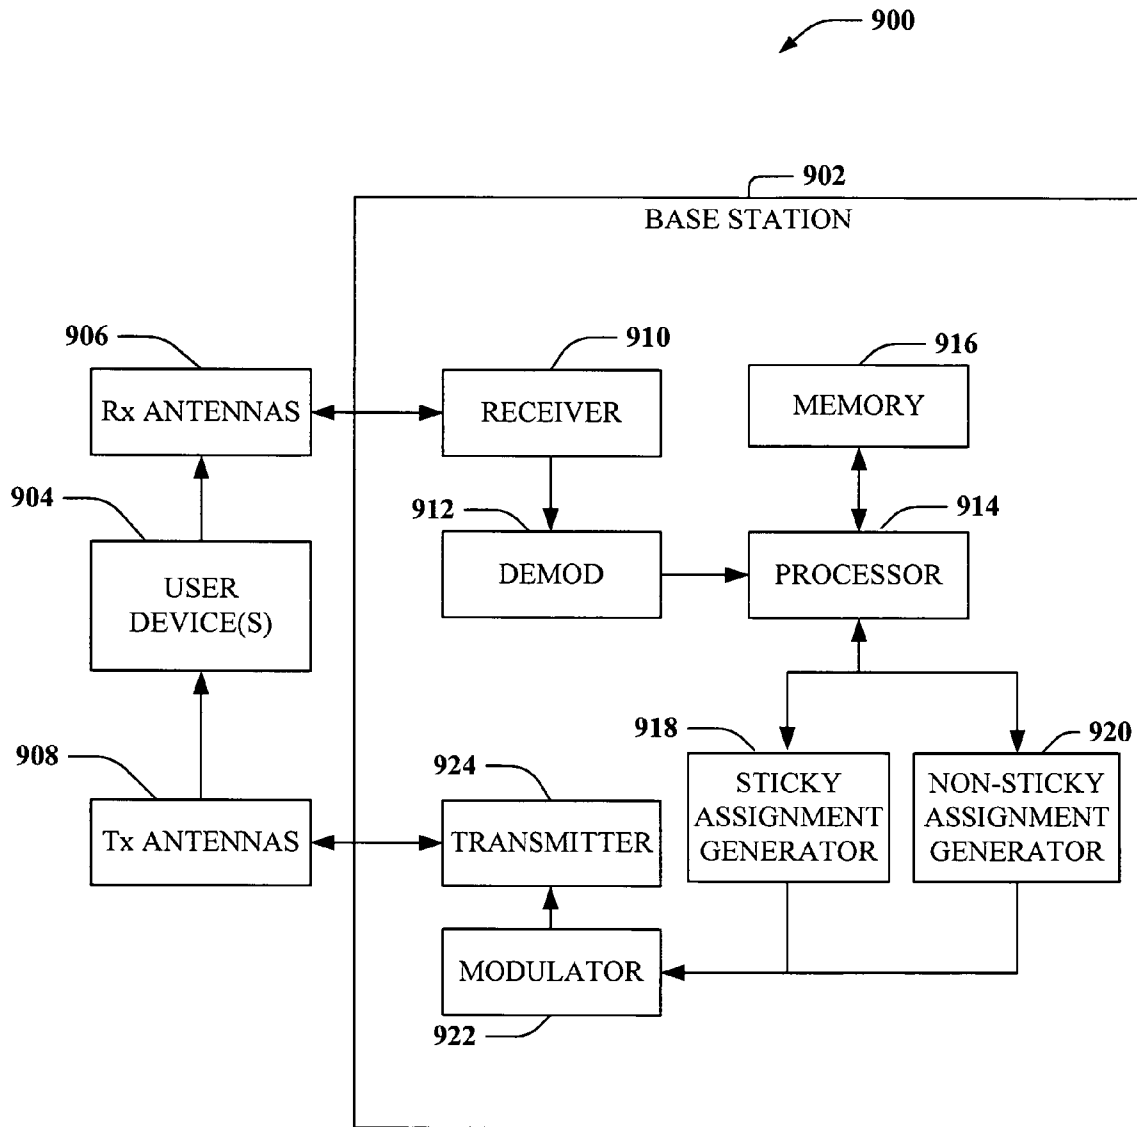 900
902
BASE STATION
906
910
916
Rx ANTENNAS
RECEIVER
MEMORY
904
912
914
USER
DEVICE(S)
DEMOD
PROCESSOR
908
924
918
920
Tx ANTENNAS
TRANSMITTER
STICKY
ASSIGNMENT
GENERATOR
NON-STICKY
ASSIGNMENT
GENERATOR
MODULATOR
922